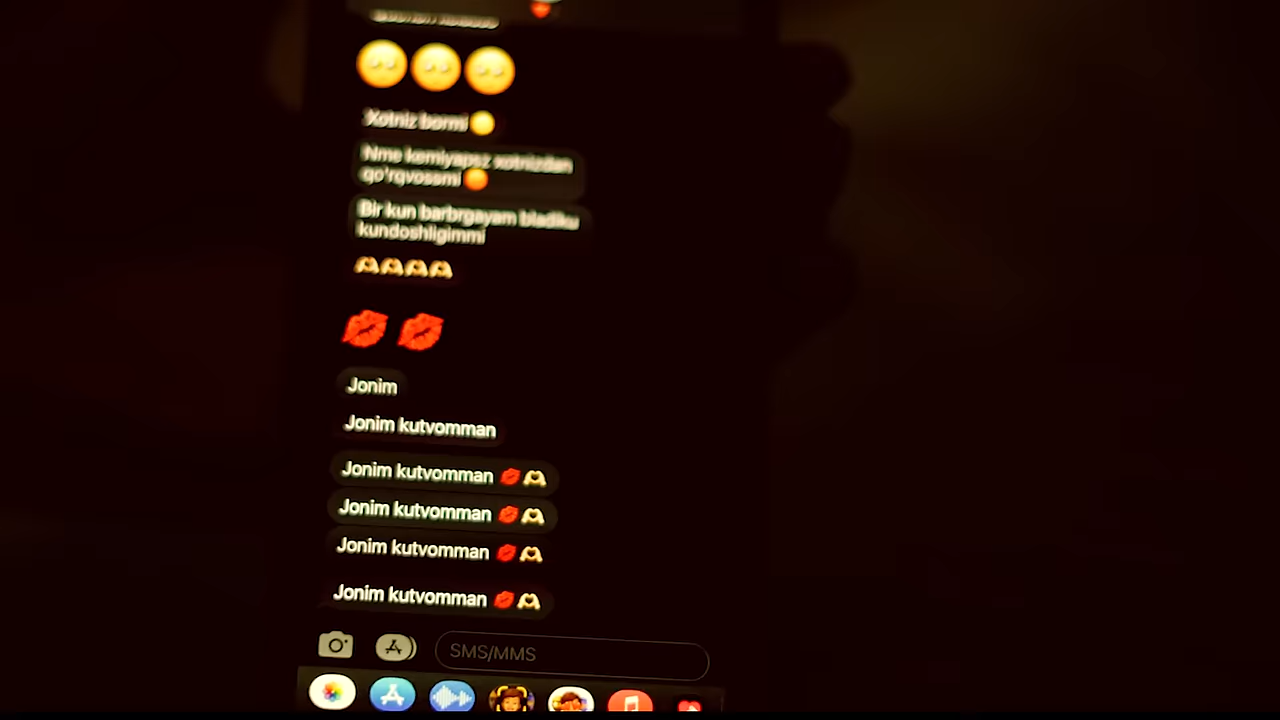 Xotniz bormi
Nme kemiyapsz xotnizdan
qo'rqvossmi
Bir kun barbrgayam bladiku
kundoshligimmi
Jonim
Jonim kutvomman
Jonim kutvomman
Jonim kutvomman
Jonim kutvomman
Jonim kutvomman
SMS/MMS